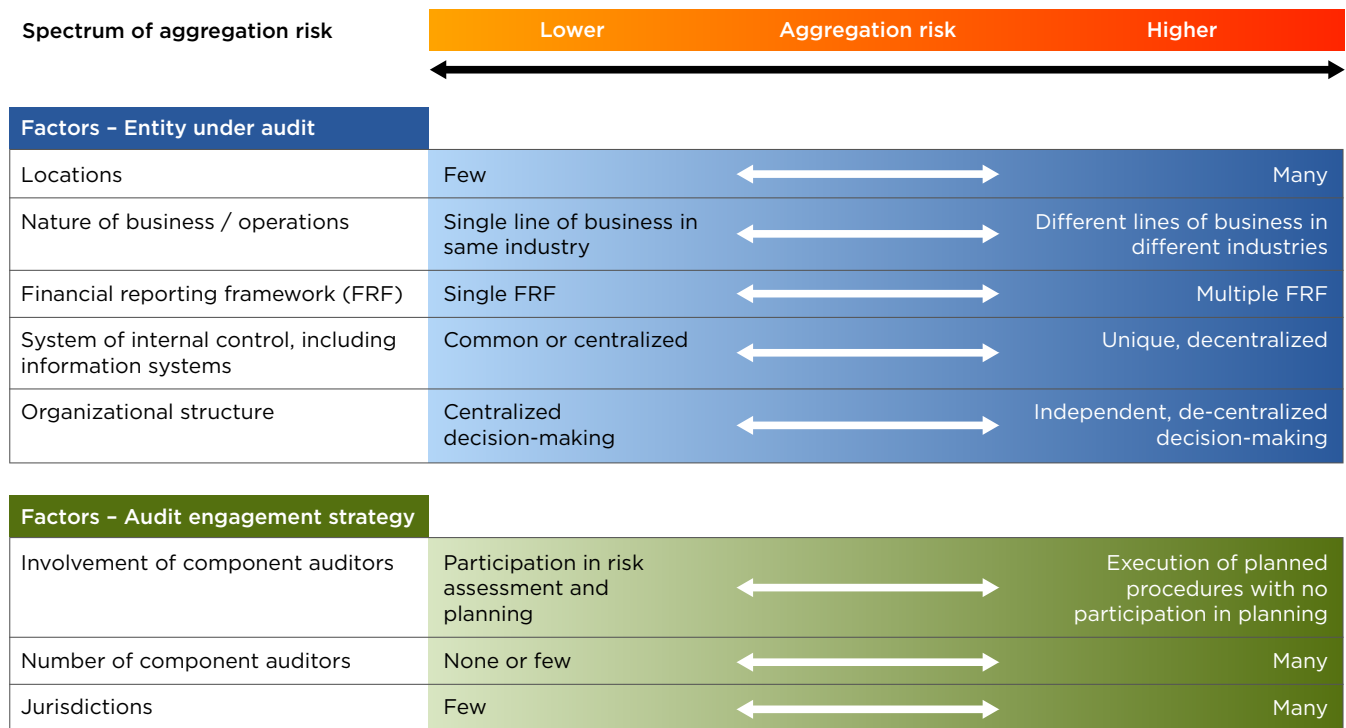 Spectrum of aggregation risk
Lower
Aggregation risk
Higher
Factors – Entity under audit
Locations
Few
Many
Nature of business / operations
Single line of business in
same industry
Different lines of business in
different industries
Financial reporting framework (FRF)
Single FRF
Multiple FRF
System of internal control, including
information systems
Common or centralized
Unique, decentralized
Organizational structure
Centralized
decision-making
Independent, de-centralized
decision-making
Factors – Audit engagement strategy
Involvement of component auditors
Participation in risk
assessment and
planning
Execution of planned
procedures with no
participation in planning
Number of component auditors
None or few
Many
Jurisdictions
Few
Many